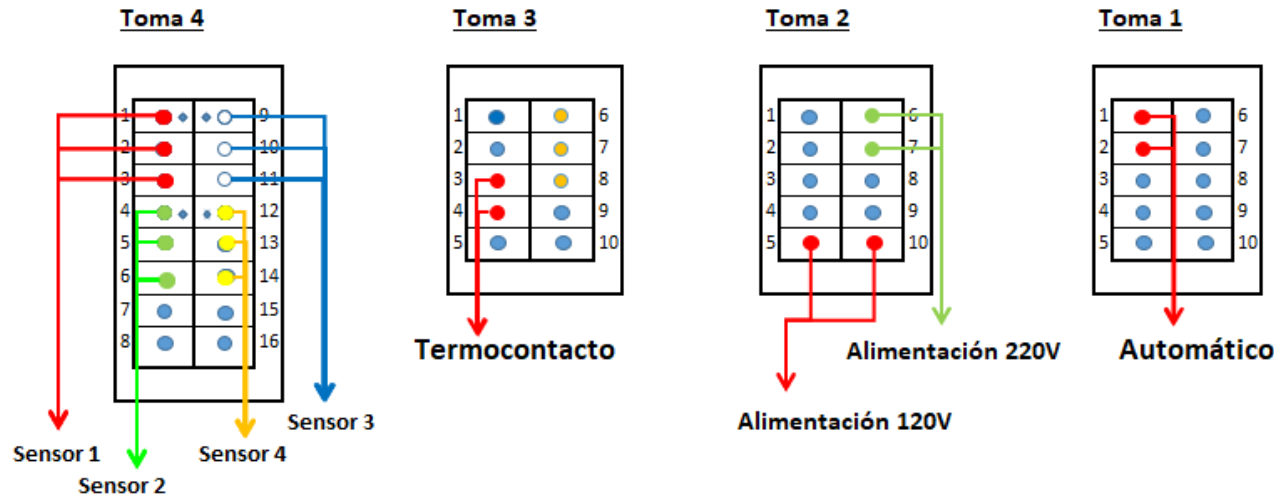 Toma 4
Toma 3
Toma 2
Toma 1
1 9
2 10
3 11
4 12
5 13
6 14
7 15
8 16
1 6
2 7
3 8
4 9
5 10
1 6
2 7
3 8
4 9
5 10
1 6
2 7
3 8
4 9
5 10
Termocontacto
Alimentación 220V
Automático
Alimentación 120V
Sensor 3
Sensor 1
Sensor 4
Sensor 2